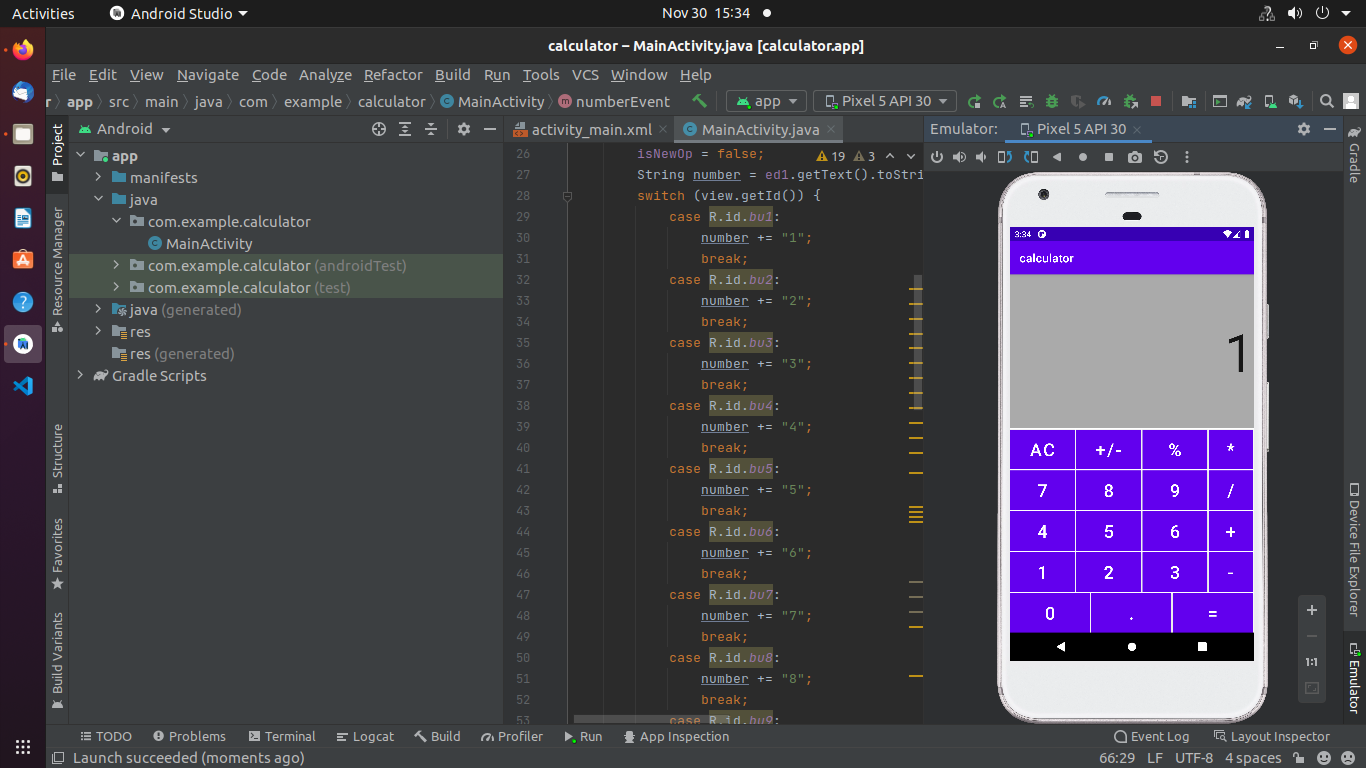 Activities
Android Studio
Nov 30 15:34
calculator – MainActivity.java [calculator.app]
File Edit View Navigate Code Analyze Refactor Build Run Tools VCS Window Help
r app src main java com example calculator MainActivity numberEvent
app
Pixel 5 API 30
Project
Resource Manager
Structure
Favorites
Build Variants
Android
app
manifests
java
com.example.calculator
MainActivity
com.example.calculator (androidTest)
com.example.calculator (test)
java (generated)
res
res (generated)
Gradle Scripts
activity_main.xml
MainActivity.java
19 3
26 isNewOp = false;
27 String number = ed1.getText().toStri
28 switch (view.getId()) {
29 case R.id.bu1:
30 number += "1";
31 break;
32 case R.id.bu2:
33 number += "2";
34 break;
35 case R.id.bu3:
36 number += "3";
37 break;
38 case R.id.bu4:
39 number += "4";
40 break;
41 case R.id.bu5:
42 number += "5";
43 break;
44 case R.id.bu6:
45 number += "6";
46 break;
47 case R.id.bu7:
48 number += "7";
49 break;
50 case R.id.bu8:
51 number += "8";
52 break;
53 case R.id.bu9:
Emulator: Pixel 5 API 30
3:34
calculator
1
AC +/- % *
7 8 9 /
4 5 6 +
1 2 3 -
0 . =
1:1
Gradle
Device File Explorer
Emulator
TODO Problems Terminal Logcat Build Profiler Run App Inspection Event Log Layout Inspector
Launch succeeded (moments ago)
66:29 LF UTF-8 4 spaces